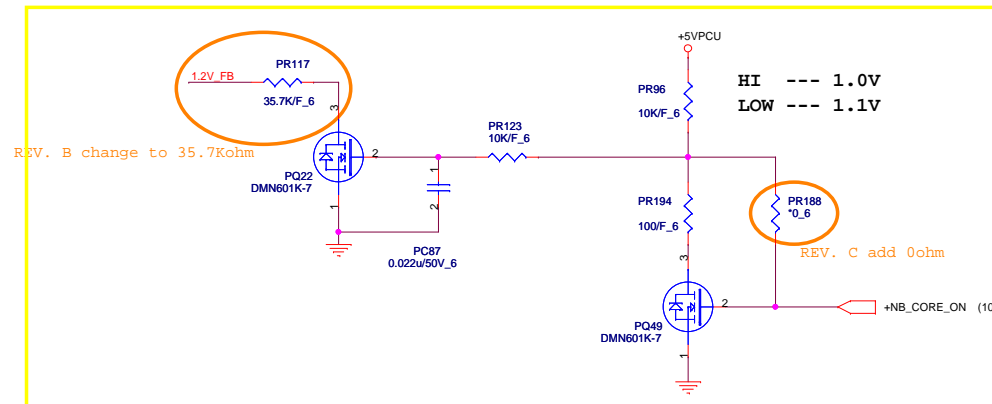 +5VPCU
1.2V_FB
PR117
35.7K/F_6
3
PR96
10K/F_6
HI --- 1.0V
LOW --- 1.1V
REV. B change to 35.7Kohm
PQ22
DMN601K-7
2
1
PR123
10K/F_6
1
2
PC87
0.022u/50V_6
PR194
100/F_6
PR188
*0_6
REV. C add 0ohm
3
PQ49
DMN601K-7
2
1
+NB_CORE_ON (10